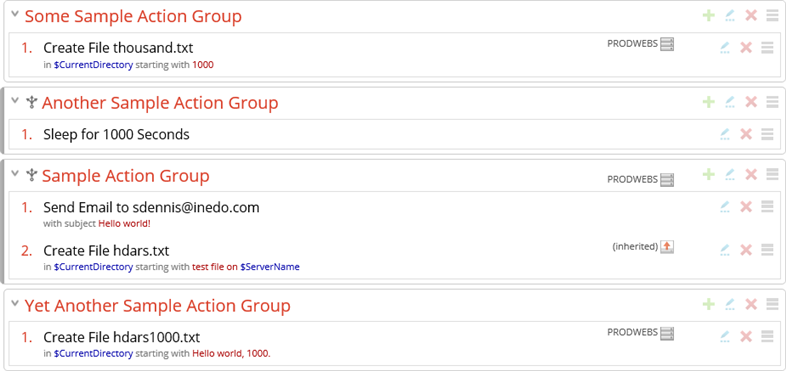 Some Sample Action Group
1. Create File thousand.txt PRODWEBS
in $CurrentDirectory starting with 1000
Another Sample Action Group
1. Sleep for 1000 Seconds
Sample Action Group PRODWEBS
1. Send Email to sdennis@inedo.com
with subject Hello world!
2. Create File hdars.txt (inherited)
in $CurrentDirectory starting with test file on $ServerName
Yet Another Sample Action Group
1. Create File hdars1000.txt PRODWEBS
in $CurrentDirectory starting with Hello world, 1000.